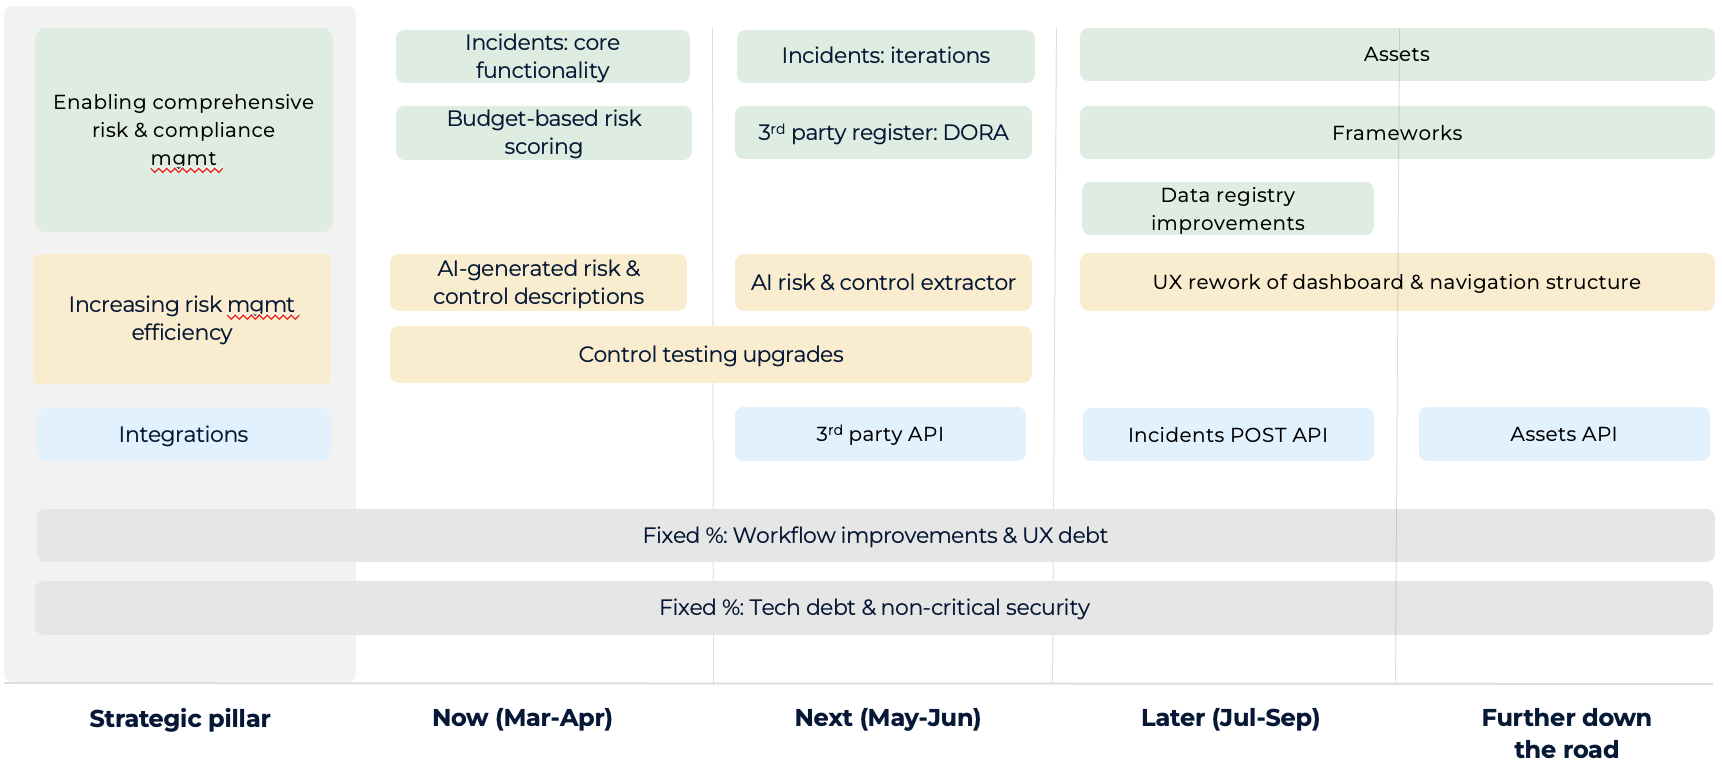 Enabling comprehensive
risk & compliance
mgmt
Incidents: core
functionality
Incidents: iterations
Assets
Budget-based risk
scoring
3rd party register: DORA
Frameworks
Data registry
improvements
Increasing risk mgmt
efficiency
AI-generated risk &
control descriptions
AI risk & control extractor
UX rework of dashboard & navigation structure
Control testing upgrades
Integrations
3rd party API
Incidents POST API
Assets API
Fixed %: Workflow improvements & UX debt
Fixed %: Tech debt & non-critical security
Strategic pillar
Now (Mar-Apr)
Next (May-Jun)
Later (Jul-Sep)
Further down
the road